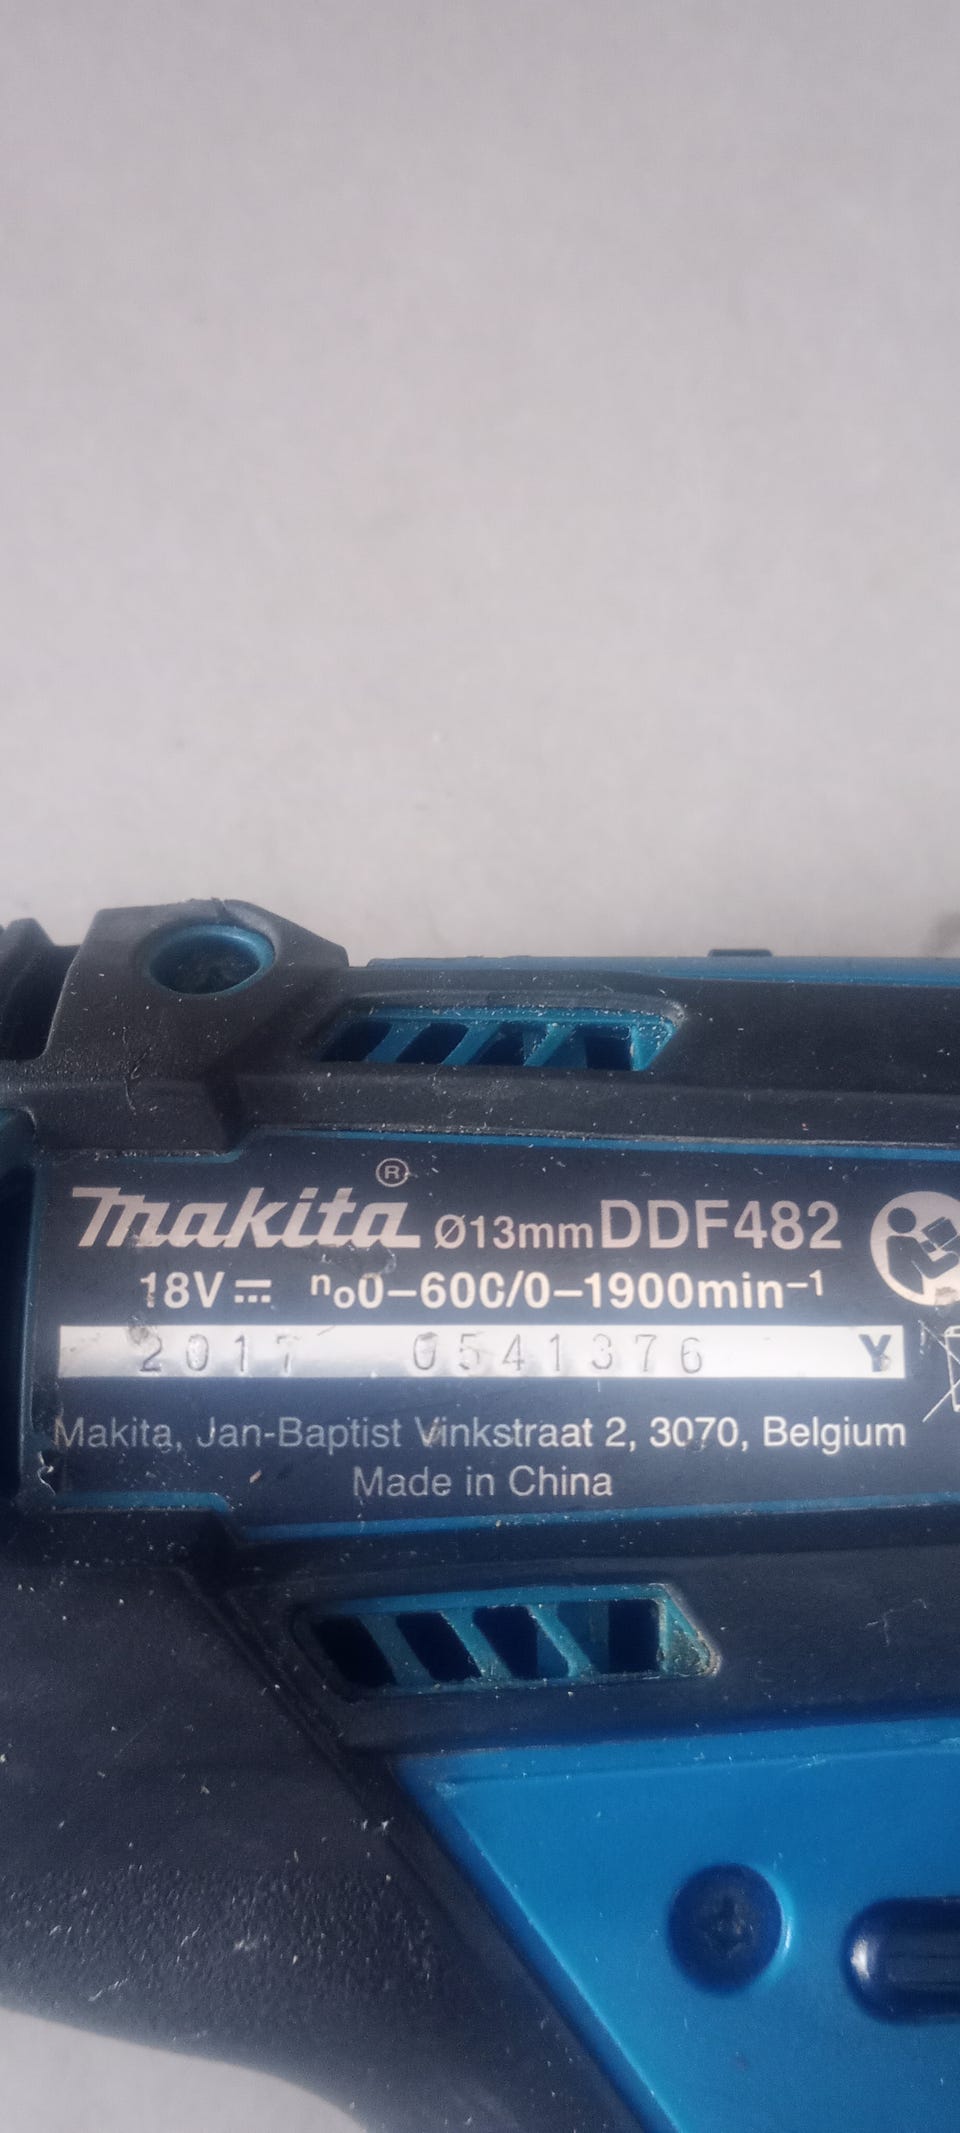 makita® Ø13mm DDF482
18V⎓ n₀0–600/0–1900min⁻¹
2017 0541376 Y
Makita, Jan-Baptist Vinkstraat 2, 3070, Belgium
Made in China